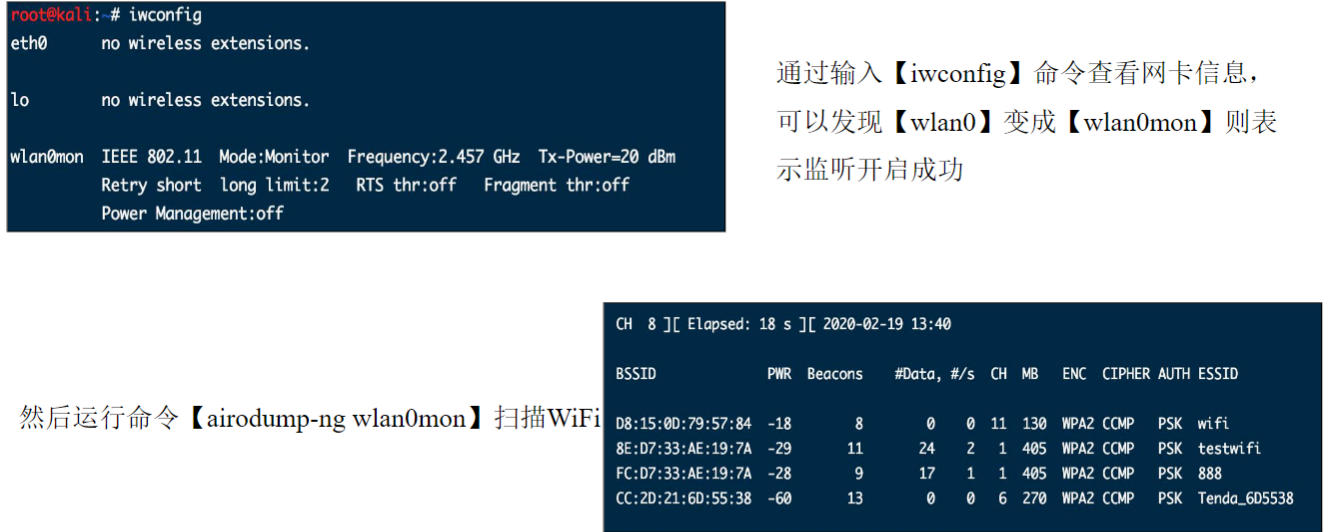 root@kali:~# iwconfig
eth0 no wireless extensions.
lo no wireless extensions.
wlan0mon IEEE 802.11 Mode:Monitor Frequency:2.457 GHz Tx-Power=20 dBm
Retry short long limit:2 RTS thr:off Fragment thr:off
Power Management:off
通过输入【iwconfig】命令查看网卡信息，
可以发现【wlan0】变成【wlan0mon】则表
示监听开启成功
然后运行命令【airodump-ng wlan0mon】扫描WiFi
CH 8 ][ Elapsed: 18 s ][ 2020-02-19 13:40
BSSID PWR Beacons #Data, #/s CH MB ENC CIPHER AUTH ESSID
D8:15:0D:79:57:84 -18 8 0 0 11 130 WPA2 CCMP PSK wifi
8E:D7:33:AE:19:7A -29 11 24 2 1 405 WPA2 CCMP PSK testwifi
FC:D7:33:AE:19:7A -28 9 17 1 1 405 WPA2 CCMP PSK 888
CC:2D:21:6D:55:38 -60 13 0 0 6 270 WPA2 CCMP PSK Tenda_6D5538